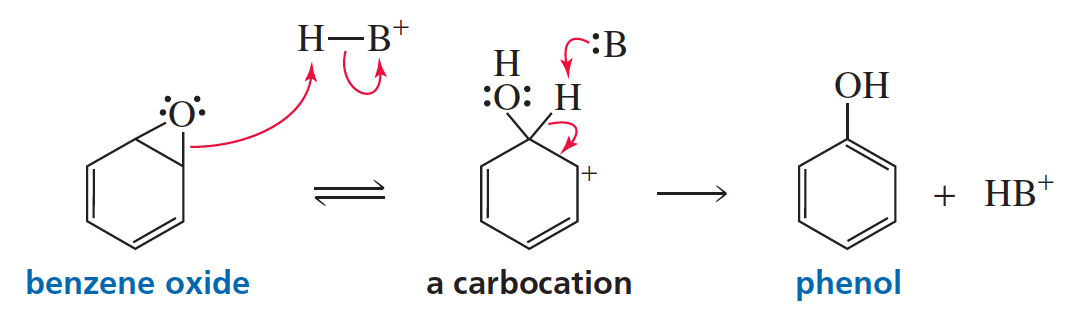 H—B+
H
:B
:O: H
OH
:O:
+
+ HB+
benzene oxide
a carbocation
phenol